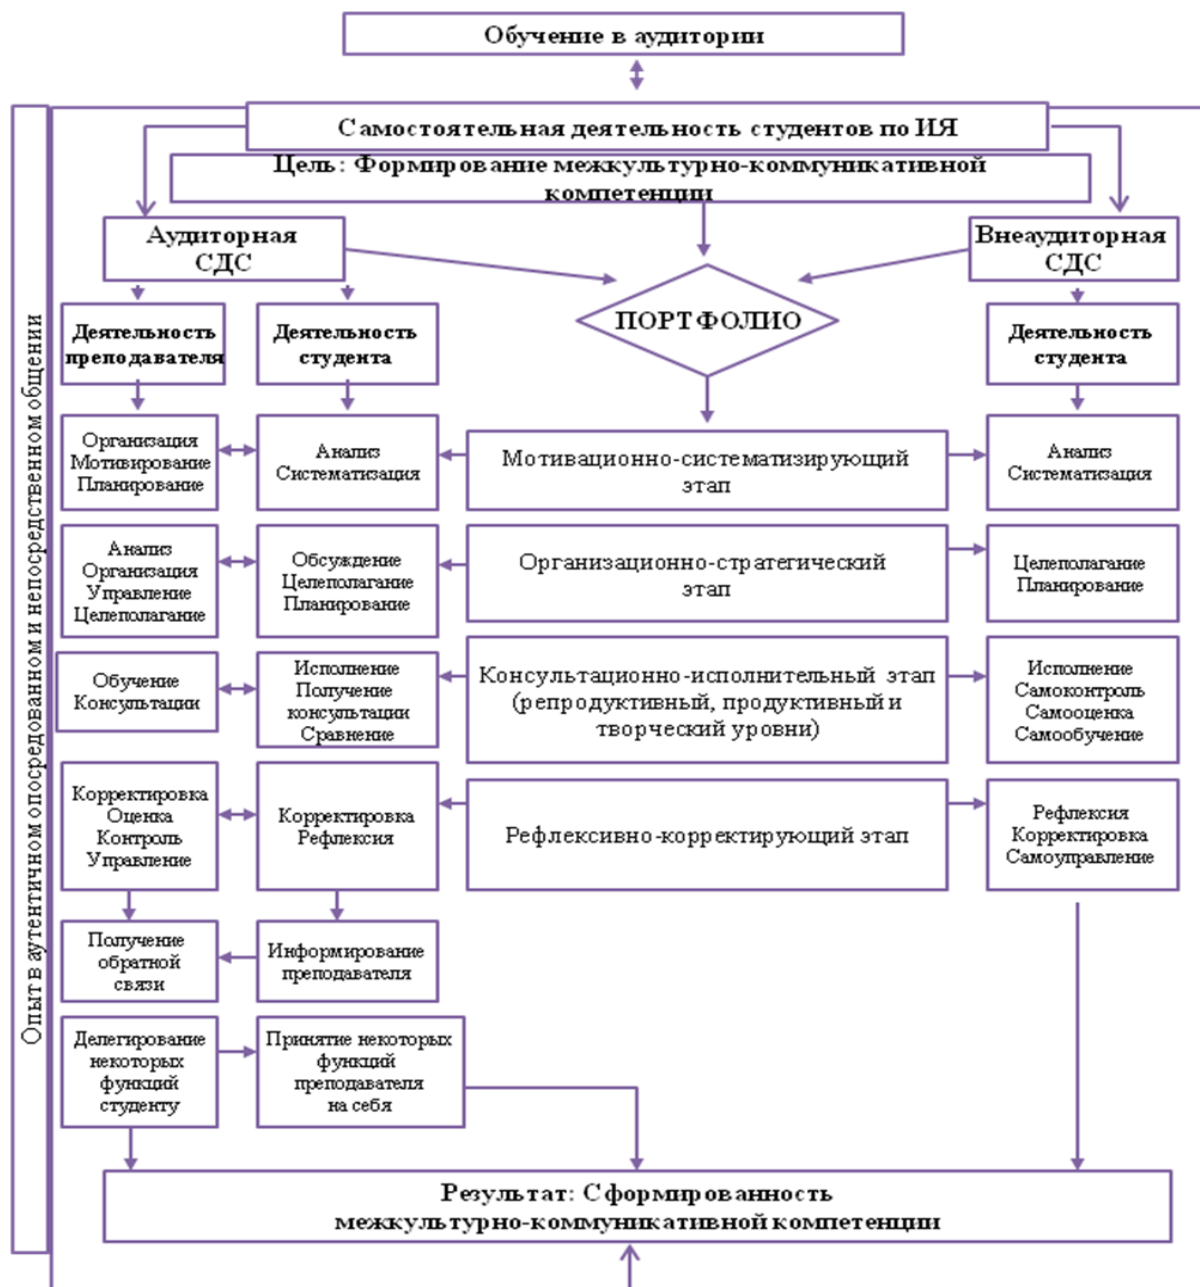 Обучение в аудитории
Самостоятельная деятельность студентов по ИЯ
Цель: Формирование межкультурно-коммуникативной
компетенции
Аудиторная
СДС
Внеаудиторная
СДС
ПОРТФОЛИО
Деятельность
преподавателя
Деятельность
студента
Деятельность
студента
Организация
Мотивирование
Планирование
Анализ
Систематизация
Мотивационно-систематизирующий
этап
Анализ
Систематизация
Анализ
Организация
Управление
Целеполагание
Обсуждение
Целеполагание
Планирование
Организационно-стратегический
этап
Целеполагание
Планирование
Обучение
Консультации
Исполнение
Получение
консультации
Сравнение
Консультационно-исполнительный этап
(репродуктивный, продуктивный и
творческий уровни)
Исполнение
Самоконтроль
Самооценка
Самообучение
Корректировка
Оценка
Контроль
Управление
Корректировка
Рефлексия
Рефлексивно-корректирующий этап
Рефлексия
Корректировка
Самоуправление
Получение
обратной
связи
Информирование
преподавателя
Делегирование
некоторых
функций
студенту
Принятие некоторых
функций
преподавателя
на себя
Результат: Сформированность
межкультурно-коммуникативной компетенции
Опыт в аутентичном опосредованном и непосредственном общении